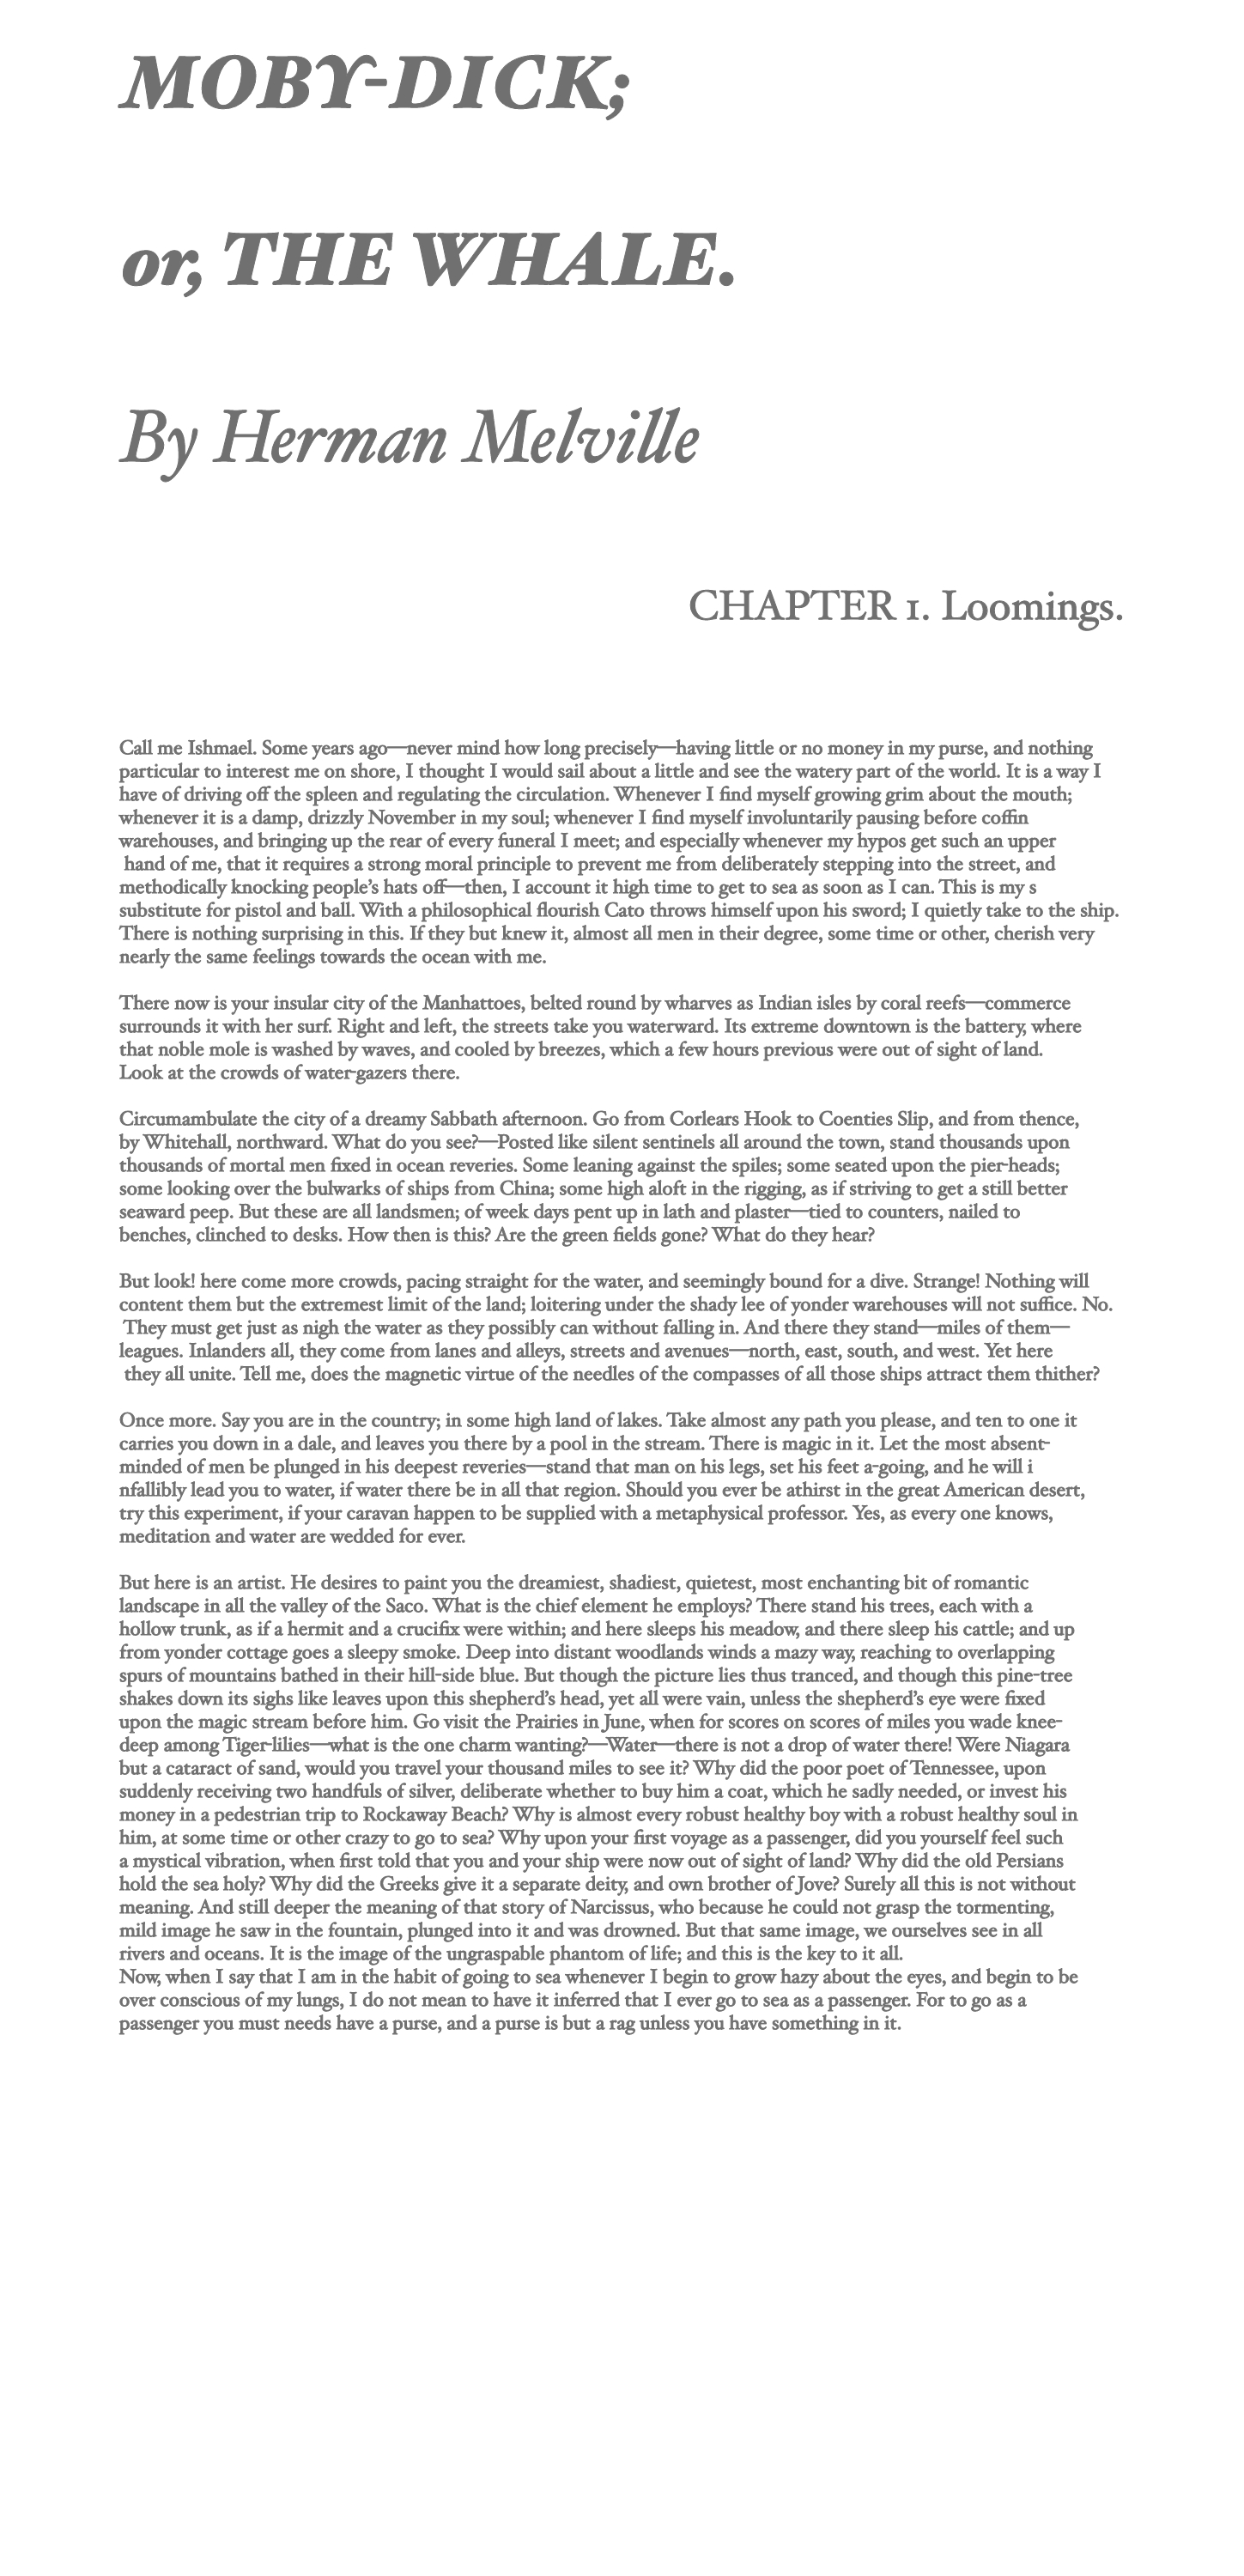 MOBY-DICK;
or, THE WHALE.
By Herman Melville
CHAPTER 1. Loomings.
Call me Ishmael. Some years ago—never mind how long precisely—having little or no money in my purse, and nothing
particular to interest me on shore, I thought I would sail about a little and see the watery part of the world. It is a way I
have of driving off the spleen and regulating the circulation. Whenever I find myself growing grim about the mouth;
whenever it is a damp, drizzly November in my soul; whenever I find myself involuntarily pausing before coffin
warehouses, and bringing up the rear of every funeral I meet; and especially whenever my hypos get such an upper
hand of me, that it requires a strong moral principle to prevent me from deliberately stepping into the street, and
methodically knocking people's hats off—then, I account it high time to get to sea as soon as I can. This is my s
substitute for pistol and ball. With a philosophical flourish Cato throws himself upon his sword; I quietly take to the ship.
There is nothing surprising in this. If they but knew it, almost all men in their degree, some time or other, cherish very
nearly the same feelings towards the ocean with me.
There now is your insular city of the Manhattoes, belted round by wharves as Indian isles by coral reefs—commerce
surrounds it with her surf. Right and left, the streets take you waterward. Its extreme downtown is the battery, where
that noble mole is washed by waves, and cooled by breezes, which a few hours previous were out of sight of land.
Look at the crowds of water-gazers there.
Circumambulate the city of a dreamy Sabbath afternoon. Go from Corlears Hook to Coenties Slip, and from thence,
by Whitehall, northward. What do you see?—Posted like silent sentinels all around the town, stand thousands upon
thousands of mortal men fixed in ocean reveries. Some leaning against the spiles; some seated upon the pier-heads;
some looking over the bulwarks of ships from China; some high aloft in the rigging, as if striving to get a still better
seaward peep. But these are all landsmen; of week days pent up in lath and plaster—tied to counters, nailed to
benches, clinched to desks. How then is this? Are the green fields gone? What do they hear?
But look! here come more crowds, pacing straight for the water, and seemingly bound for a dive. Strange! Nothing will
content them but the extremest limit of the land; loitering under the shady lee of yonder warehouses will not suffice. No.
They must get just as nigh the water as they possibly can without falling in. And there they stand—miles of them—
leagues. Inlanders all, they come from lanes and alleys, streets and avenues—north, east, south, and west. Yet here
they all unite. Tell me, does the magnetic virtue of the needles of the compasses of all those ships attract them thither?
Once more. Say you are in the country; in some high land of lakes. Take almost any path you please, and ten to one it
carries you down in a dale, and leaves you there by a pool in the stream. There is magic in it. Let the most absent-
minded of men be plunged in his deepest reveries—stand that man on his legs, set his feet a-going, and he will i
nfallibly lead you to water, if water there be in all that region. Should you ever be athirst in the great American desert,
try this experiment, if your caravan happen to be supplied with a metaphysical professor. Yes, as every one knows,
meditation and water are wedded for ever.
But here is an artist. He desires to paint you the dreamiest, shadiest, quietest, most enchanting bit of romantic
landscape in all the valley of the Saco. What is the chief element he employs? There stand his trees, each with a
hollow trunk, as if a hermit and a crucifix were within; and here sleeps his meadow, and there sleep his cattle; and up
from yonder cottage goes a sleepy smoke. Deep into distant woodlands winds a mazy way, reaching to overlapping
spurs of mountains bathed in their hill-side blue. But though the picture lies thus tranced, and though this pine-tree
shakes down its sighs like leaves upon this shepherd's head, yet all were vain, unless the shepherd's eye were fixed
upon the magic stream before him. Go visit the Prairies in June, when for scores on scores of miles you wade knee-
deep among Tiger-lilies—what is the one charm wanting?—Water—there is not a drop of water there! Were Niagara
but a cataract of sand, would you travel your thousand miles to see it? Why did the poor poet of Tennessee, upon
suddenly receiving two handfuls of silver, deliberate whether to buy him a coat, which he sadly needed, or invest his
money in a pedestrian trip to Rockaway Beach? Why is almost every robust healthy boy with a robust healthy soul in
him, at some time or other crazy to go to sea? Why upon your first voyage as a passenger, did you yourself feel such
a mystical vibration, when first told that you and your ship were now out of sight of land? Why did the old Persians
hold the sea holy? Why did the Greeks give it a separate deity, and own brother of Jove? Surely all this is not without
meaning. And still deeper the meaning of that story of Narcissus, who because he could not grasp the tormenting,
mild image he saw in the fountain, plunged into it and was drowned. But that same image, we ourselves see in all
rivers and oceans. It is the image of the ungraspable phantom of life; and this is the key to it all.
Now, when I say that I am in the habit of going to sea whenever I begin to grow hazy about the eyes, and begin to be
over conscious of my lungs, I do not mean to have it inferred that I ever go to sea as a passenger. For to go as a
passenger you must needs have a purse, and a purse is but a rag unless you have something in it.